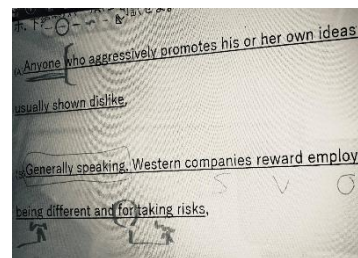 Anyone who aggressively promotes his or her own ideas
usually shown dislike,
Generally speaking, Western companies reward employ
S V O
being different and for taking risks,